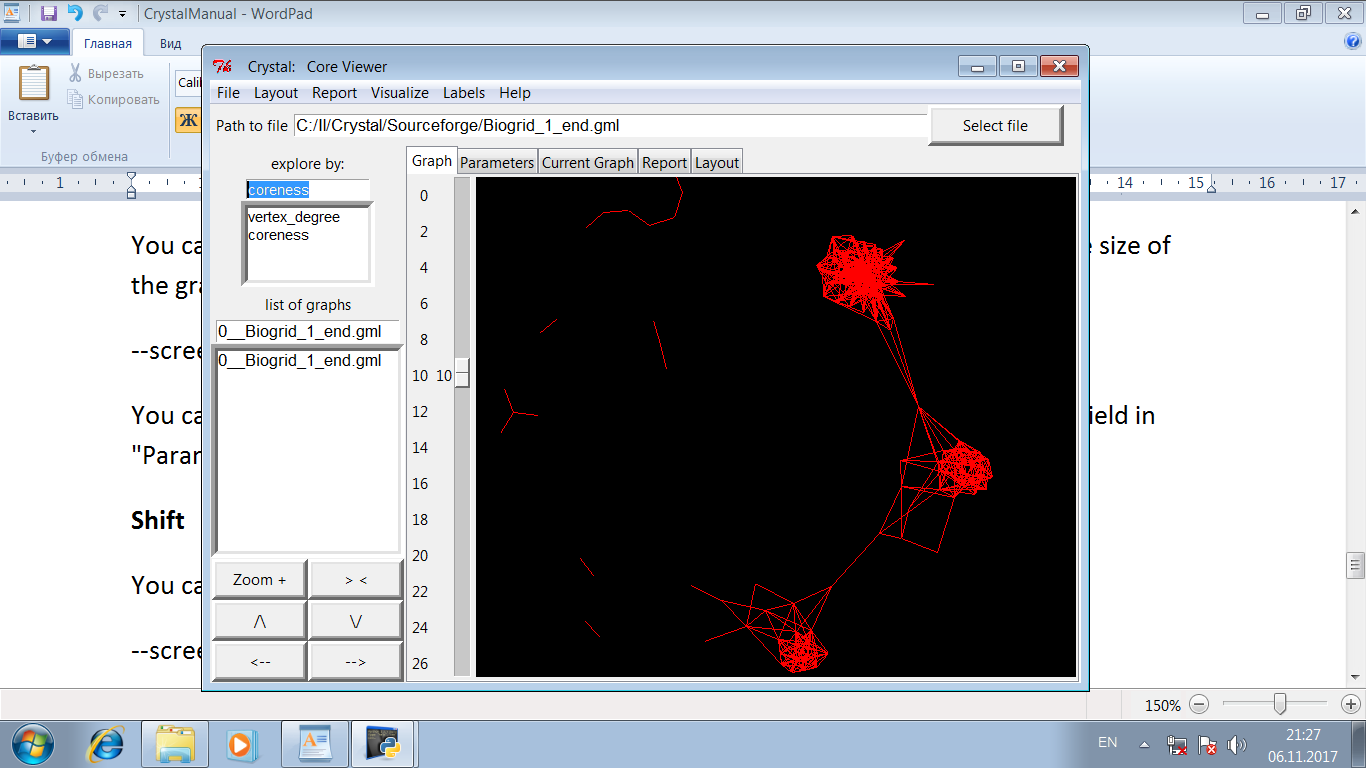 CrystalManual - WordPad
Главная Вид
Вставить
Вырезать
Копировать
Буфер обмена
Calib
Ж
Crystal: Core Viewer
File Layout Report Visualize Labels Help
Path to file C:/Il/Crystal/Sourceforge/Biogrid_1_end.gml Select file
explore by:
coreness
vertex_degree
coreness
list of graphs
0__Biogrid_1_end.gml
0__Biogrid_1_end.gml
Zoom + > <
/\ \/
<-- -->
Graph Parameters Current Graph Report Layout
0
2
4
6
8
10 10
12
14
16
18
20
22
24
26
1 14 15 16 17
You ca
size of
the gra
--scree
You ca
ield in
"Param
Shift
You ca
--scree
150%
EN
21:27
06.11.2017